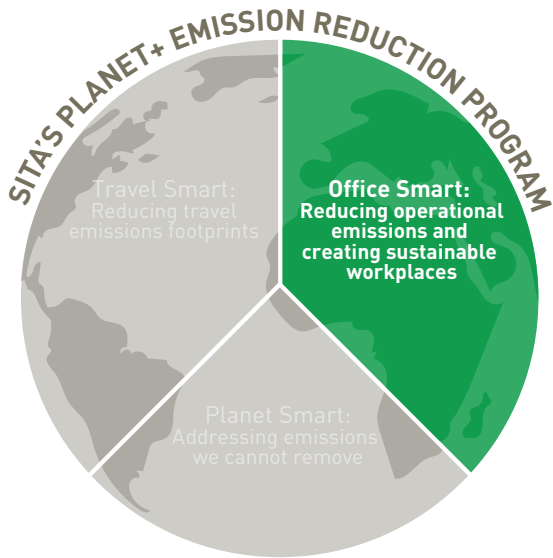 SITA'S PLANET+ EMISSION REDUCTION PROGRAM
Travel Smart:
Reducing travel
emissions footprints
Office Smart:
Reducing operational
emissions and
creating sustainable
workplaces
Planet Smart:
Addressing emissions
we cannot remove